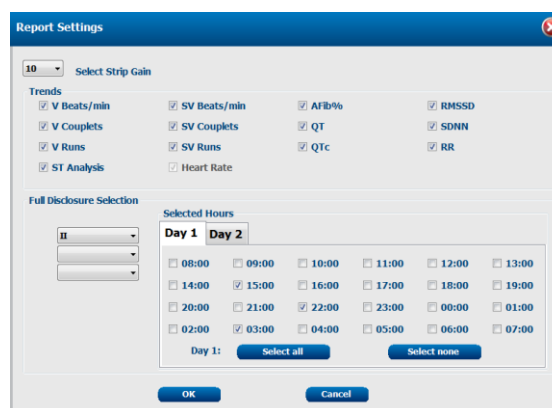 Report Settings
10 Select Strip Gain
Trends
V Beats/min SV Beats/min AFib% RMSSD
V Couplets SV Couplets QT SDNN
V Runs SV Runs QTc RR
ST Analysis Heart Rate
Full Disclosure Selection
Selected Hours
II Day 1 Day 2
08:00 09:00 10:00 11:00 12:00 13:00
14:00 15:00 16:00 17:00 18:00 19:00
20:00 21:00 22:00 23:00 00:00 01:00
02:00 03:00 04:00 05:00 06:00 07:00
Day 1: Select all Select none
OK Cancel